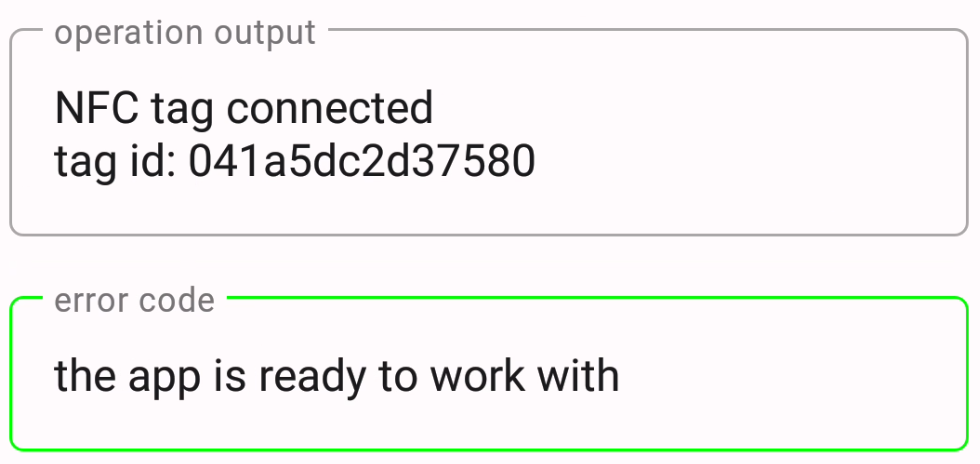 operation output
NFC tag connected
tag id: 041a5dc2d37580
error code
the app is ready to work with